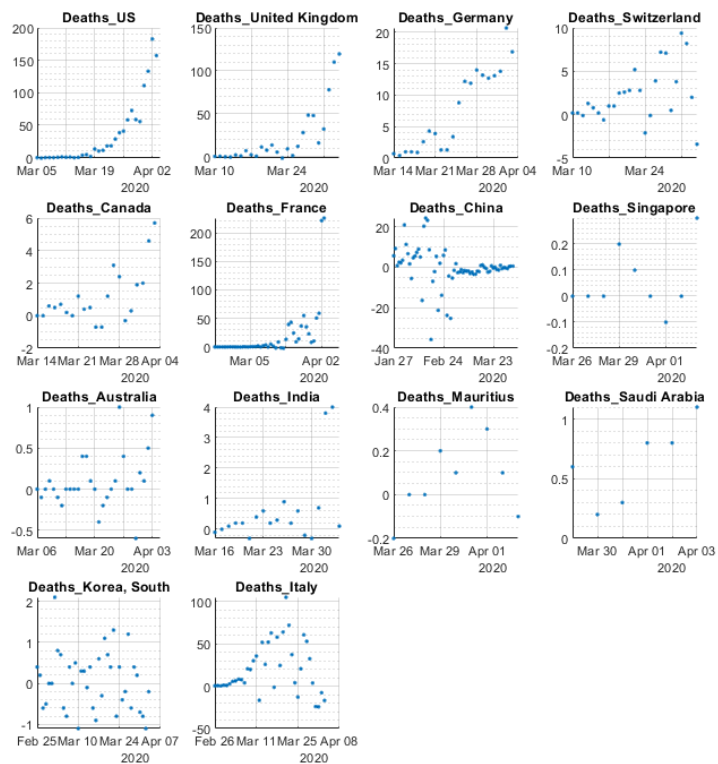 Deaths_US
200
150
100
50
0
Mar 05
Mar 19
Apr 02
2020
Deaths_United Kingdom
150
100
50
0
Mar 10
Mar 24
2020
Deaths_Germany
20
15
10
5
0
Mar 14
Mar 21
Mar 28
Apr 04
2020
Deaths_Switzerland
10
5
0
-5
Mar 10
Mar 24
2020
Deaths_Canada
6
4
2
0
-2
Mar 14
Mar 21
Mar 28
Apr 04
2020
Deaths_France
200
150
100
50
0
Mar 05
Apr 02
2020
Deaths_China
20
0
-20
-40
Jan 27
Feb 24
Mar 23
2020
Deaths_Singapore
0.2
0.1
0
-0.1
-0.2
Mar 26
Mar 29
Apr 01
2020
Deaths_Australia
1
0.5
0
-0.5
Mar 06
Mar 20
Apr 03
2020
Deaths_India
4
3
2
1
0
Mar 16
Mar 23
Mar 30
2020
Deaths_Mauritius
0.4
0.2
0
-0.2
Mar 26
Mar 29
Apr 01
2020
Deaths_Saudi Arabia
1
0.5
0
Mar 30
Apr 01
Apr 03
2020
Deaths_Korea, South
2
1
0
-1
Feb 25
Mar 10
Mar 24
Apr 07
2020
Deaths_Italy
100
50
0
-50
Feb 26
Mar 11
Mar 25
Apr 08
2020